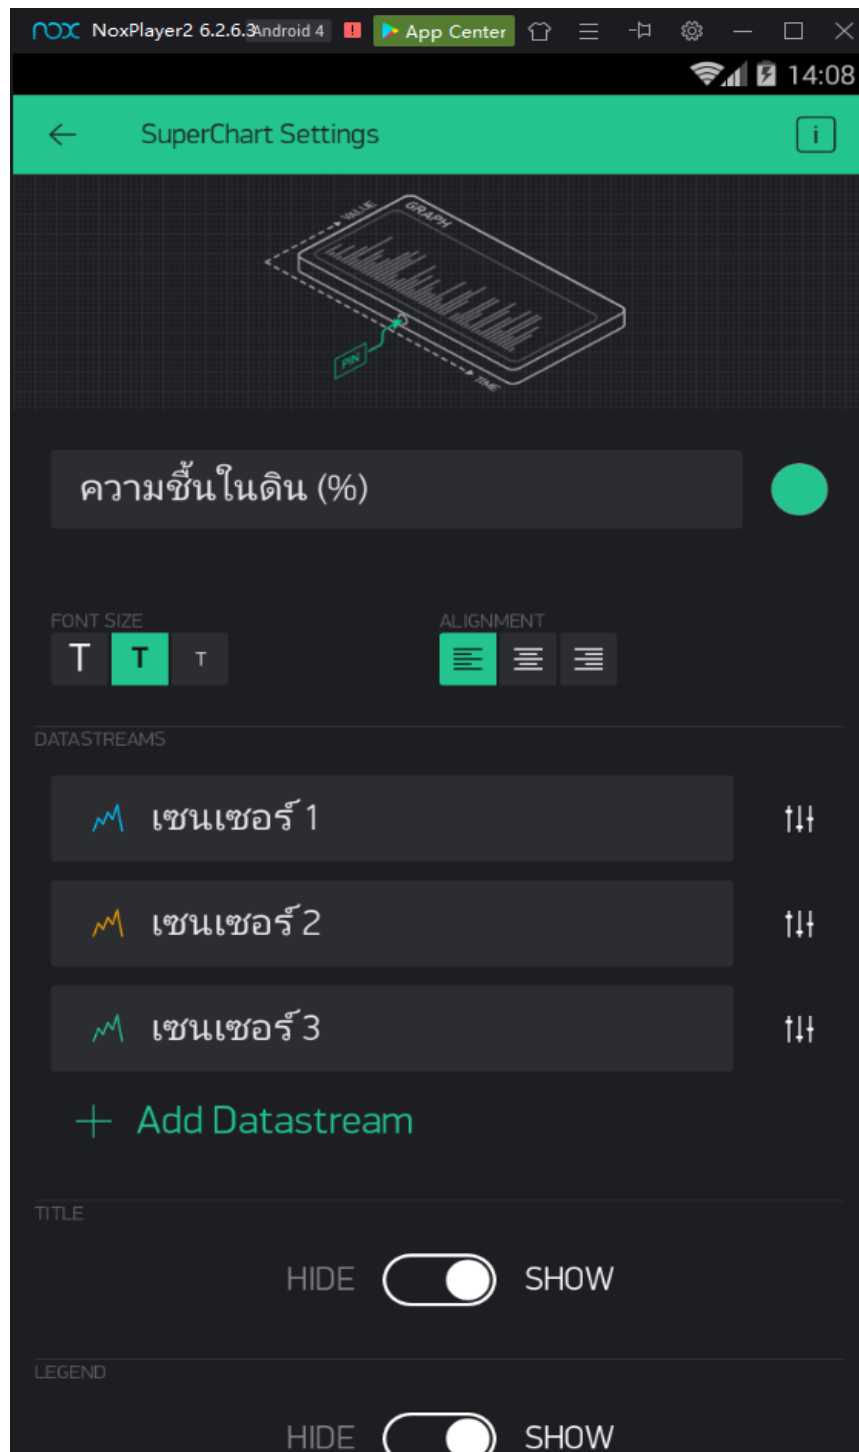 nox NoxPlayer2 6.2.6.3 Android 4 App Center
14:08
SuperChart Settings i
VALUE
GRAPH
PIN
TIME
ความชื้นในดิน (%)
FONT SIZE ALIGNMENT
T T T
DATASTREAMS
เซนเซอร์ 1
เซนเซอร์ 2
เซนเซอร์ 3
+ Add Datastream
TITLE
HIDE SHOW
LEGEND
HIDE SHOW